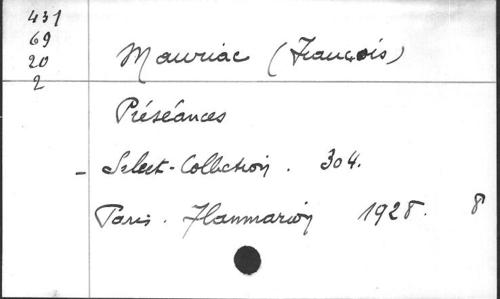 431
69
20
2
Mauriac (François)
Préséances
- Select-Collection. 304.
Paris. Flammarion 1928. 8